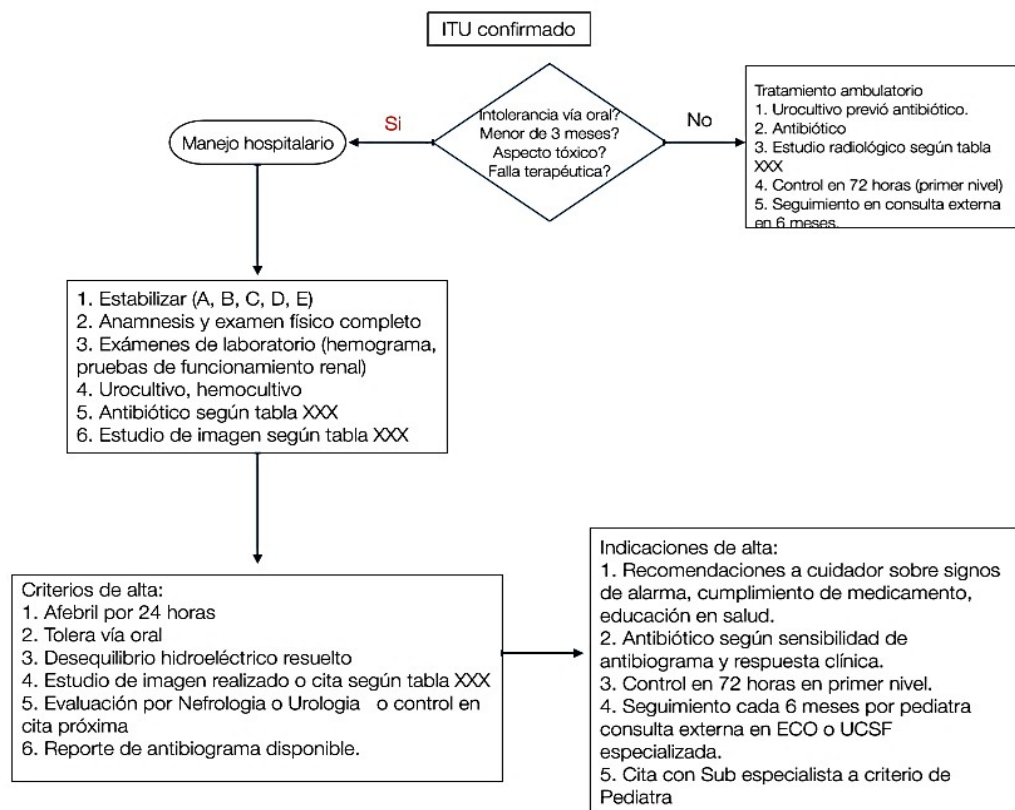 ITU confirmado
Intolerancia vía oral?
Menor de 3 meses?
Aspecto tóxico?
Falla terapéutica?
Si
No
Manejo hospitalario
Tratamiento ambulatorio
1. Urocultivo previó antibiótico.
2. Antibiótico
3. Estudio radiológico según tabla
XXX
4. Control en 72 horas (primer nivel)
5. Seguimiento en consulta externa
en 6 meses.
1. Estabilizar (A, B, C, D, E)
2. Anamnesis y examen físico completo
3. Exámenes de laboratorio (hemograma,
pruebas de funcionamiento renal)
4. Urocultivo, hemocultivo
5. Antibiótico según tabla XXX
6. Estudio de imagen según tabla XXX
Criterios de alta:
1. Afebril por 24 horas
2. Tolera vía oral
3. Desequilibrio hidroeléctrico resuelto
4. Estudio de imagen realizado o cita según tabla XXX
5. Evaluación por Nefrologia o Urologia o control en
cita próxima
6. Reporte de antibiograma disponible.
Indicaciones de alta:
1. Recomendaciones a cuidador sobre signos
de alarma, cumplimiento de medicamento,
educación en salud.
2. Antibiótico según sensibilidad de
antibiograma y respuesta clínica.
3. Control en 72 horas en primer nivel.
4. Seguimiento cada 6 meses por pediatra
consulta externa en ECO o UCSF
especializada.
5. Cita con Sub especialista a criterio de
Pediatra